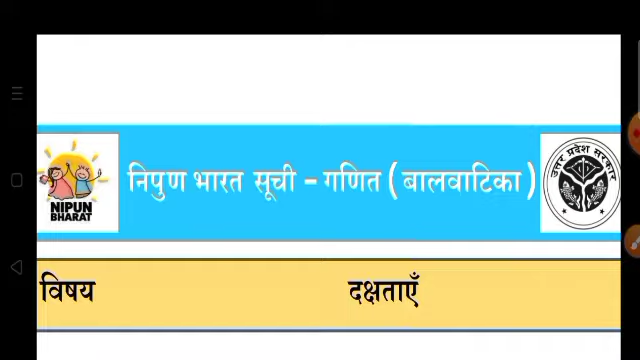 निपुण भारत सूची - गणित ( बालवाटिका )
NIPUN
BHARAT
उत्तर प्रदेश सरकार
विषय दक्षताएँ